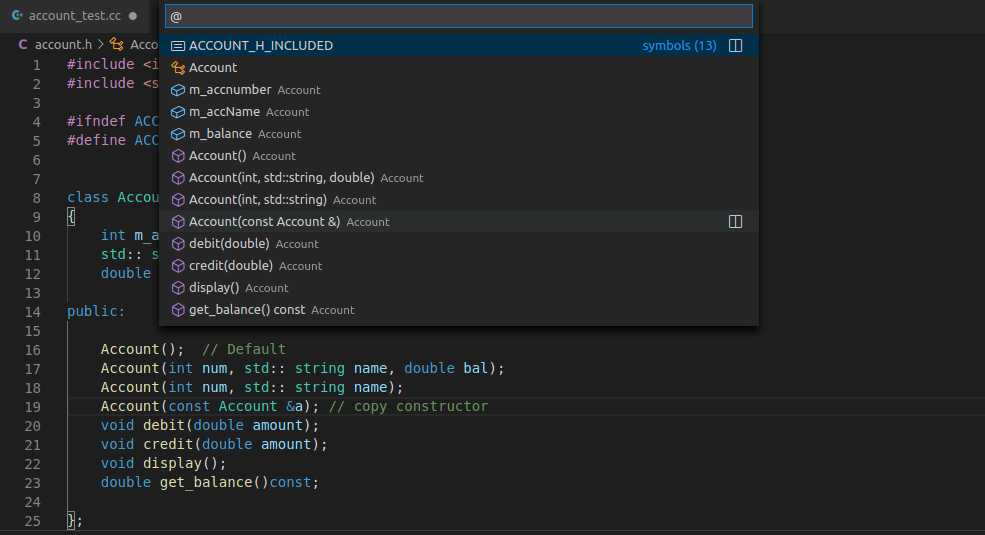 account_test.cc
@
account.h > Acco
ACCOUNT_H_INCLUDED symbols (13)
Account
m_accnumber Account
m_accName Account
m_balance Account
Account() Account
Account(int, std::string, double) Account
Account(int, std::string) Account
Account(const Account &) Account
debit(double) Account
credit(double) Account
display() Account
get_balance() const Account
1 #include <i
2 #include <s
3
4 #ifndef ACC
5 #define ACC
6
7
8 class Accou
9 {
10 int m_a
11 std:: s
12 double
13
14 public:
15
16 Account(); // Default
17 Account(int num, std:: string name, double bal);
18 Account(int num, std:: string name);
19 Account(const Account &a); // copy constructor
20 void debit(double amount);
21 void credit(double amount);
22 void display();
23 double get_balance()const;
24
25 };